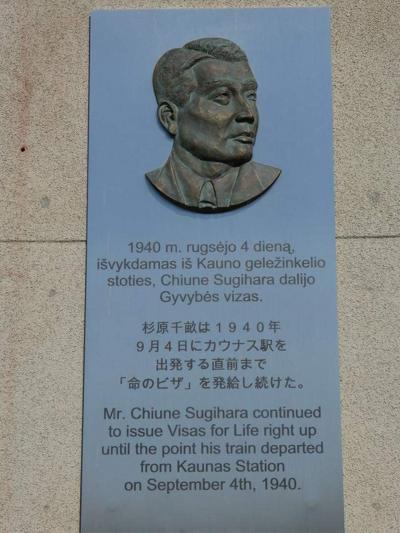 1940 m. rugsėjo 4 dieną,
išvykdamas iš Kauno geležinkelio
stoties, Chiune Sugihara dalijo
Gyvybės vizas.
杉原千畝は１９４０年
９月４日にカウナス駅を
出発する直前まで
「命のビザ」を発給し続けた。
Mr. Chiune Sugihara continued
to issue Visas for Life right up
until the point his train departed
from Kaunas Station
on September 4th, 1940.